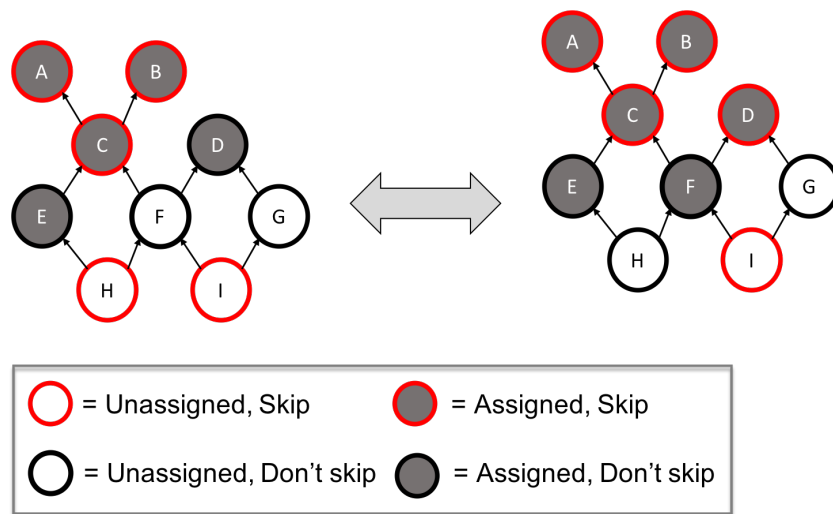 A B
C D
E F G
H I
A B
C D
E F G
H I
= Unassigned, Skip
= Assigned, Skip
= Unassigned, Don't skip
= Assigned, Don't skip